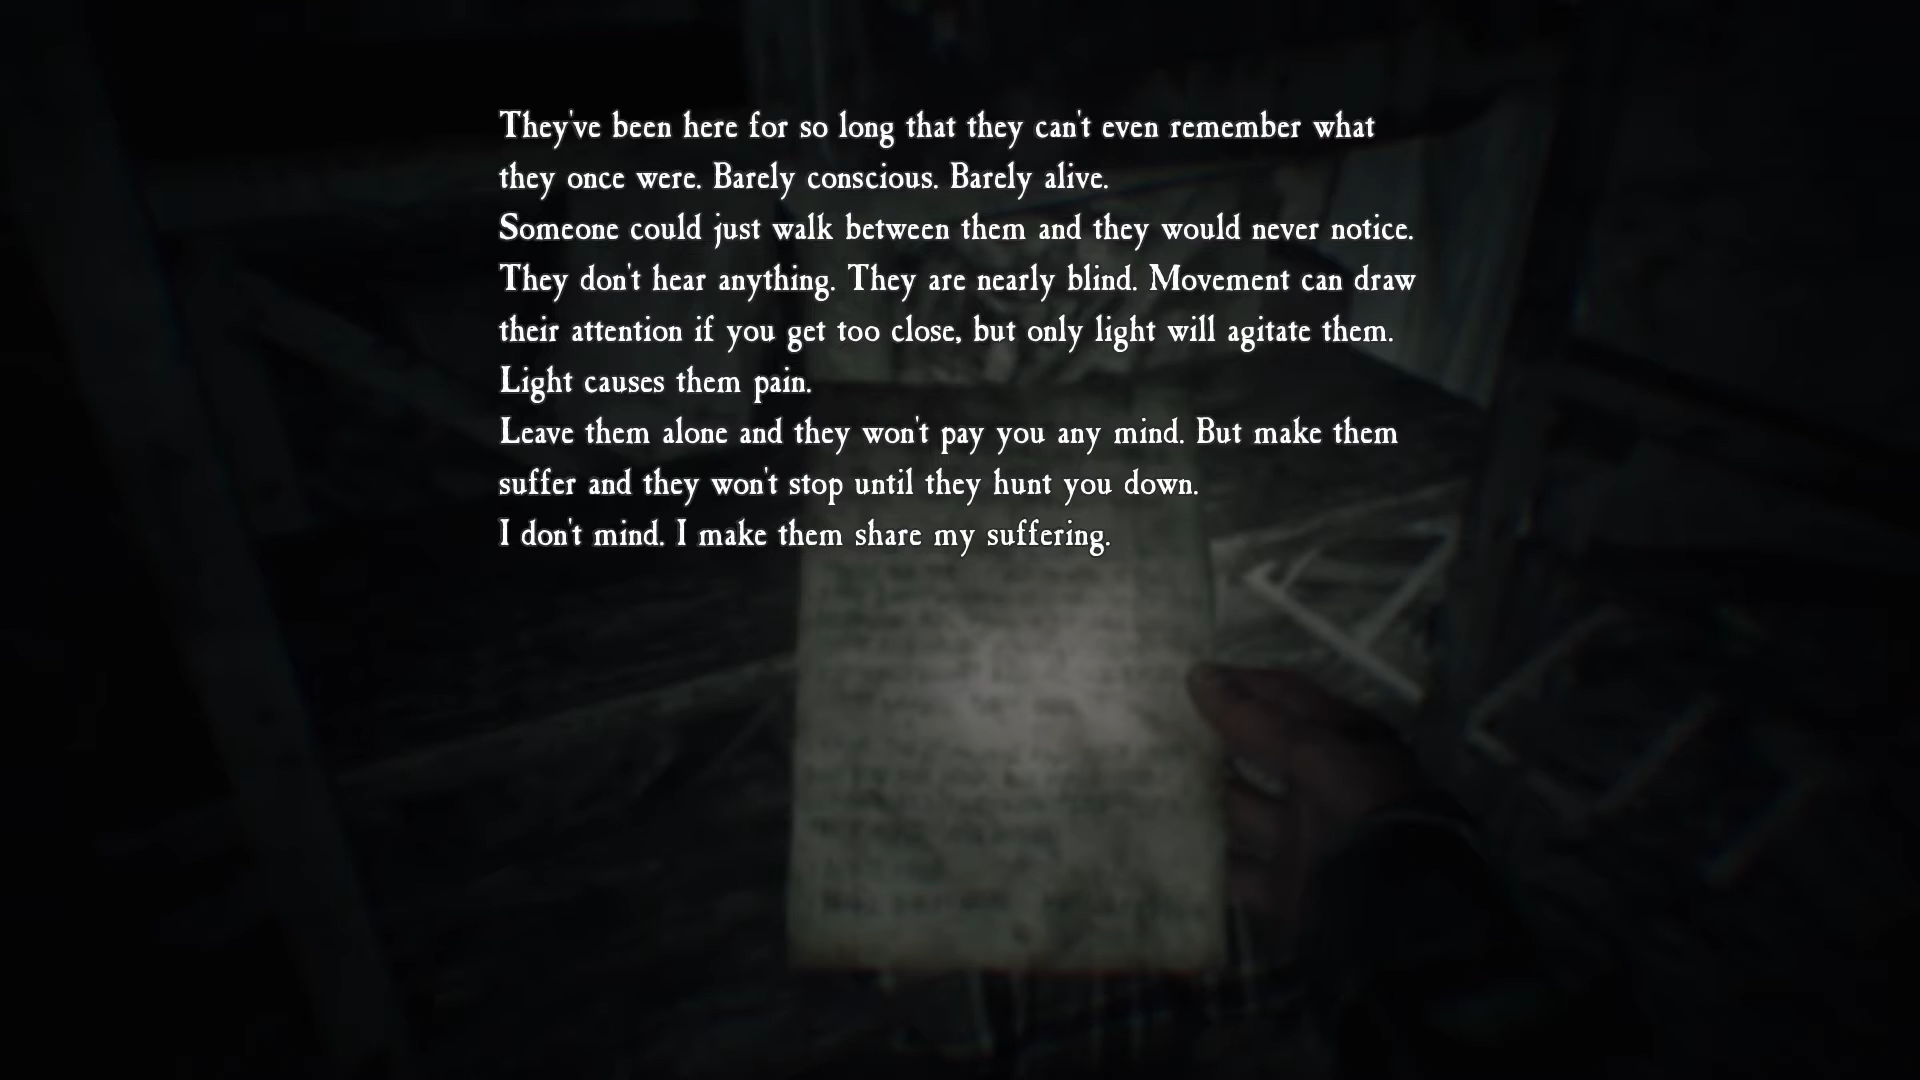 They've been here for so long that they can't even remember what
they once were. Barely conscious. Barely alive.
Someone could just walk between them and they would never notice.
They don't hear anything. They are nearly blind. Movement can draw
their attention if you get too close, but only light will agitate them.
Light causes them pain.
Leave them alone and they won't pay you any mind. But make them
suffer and they won't stop until they hunt you down.
I don't mind. I make them share my suffering.